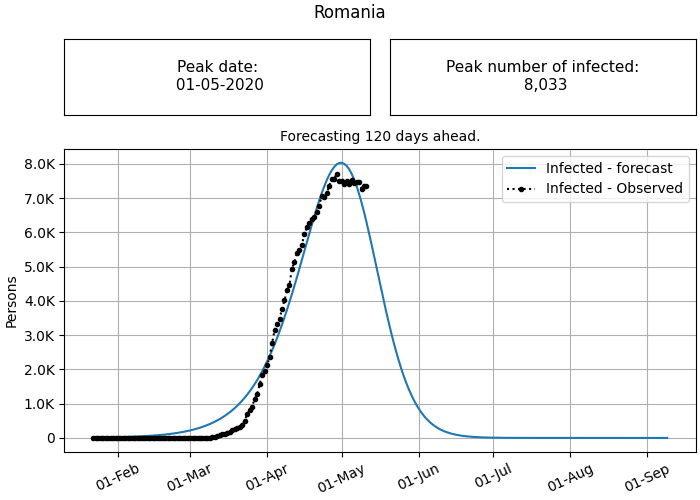 Romania
Peak date:
01-05-2020
Peak number of infected:
8,033
Forecasting 120 days ahead.
Infected - forecast
Infected - Observed
Persons
8.0K
7.0K
6.0K
5.0K
4.0K
3.0K
2.0K
1.0K
0
01-Feb
01-Mar
01-Apr
01-May
01-Jun
01-Jul
01-Aug
01-Sep